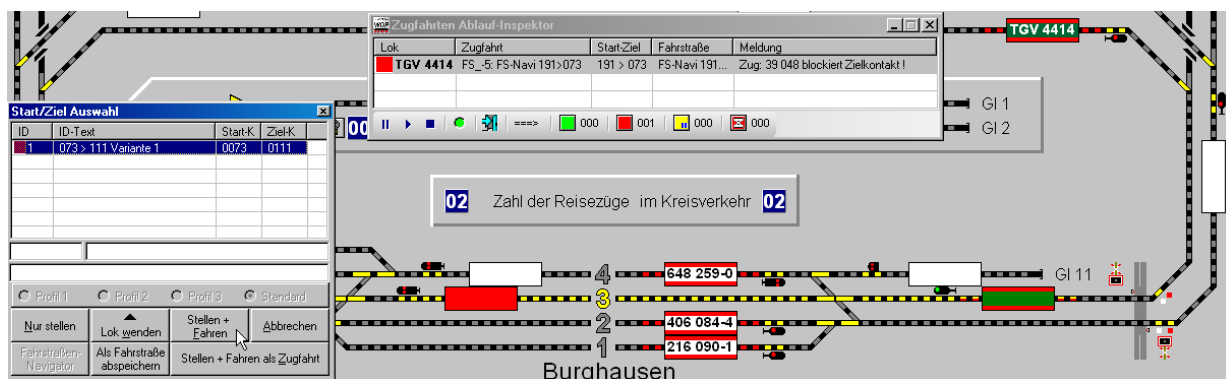 Zugfahrten Ablauf-Inspektor
Lok Zugfahrt Start-Ziel Fahrstraße Meldung
TGV 4414 FS_-5: FS-Navi 191>073 191 > 073 FS-Navi 191... Zug: 39 048 blockiert Zielkontakt !
===> 000 001 000 000
TGV 4414
Gl 1
Gl 2
00
Start/Ziel Auswahl
ID ID-Text Start-K Ziel-K
1 073 > 111 Variante 1 0073 0111
Profil 1 Profil 2 Profil 3 Standard
Nur stellen
Lok wenden
Stellen +
Fahren
Abbrechen
Fahrstraßen-
Navigator
Als Fahrstraße
abspeichern
Stellen + Fahren als Zugfahrt
02 Zahl der Reisezüge im Kreisverkehr 02
4 648 259-0 Gl 11
3
2 406 084-4
1 216 090-1
Burghausen